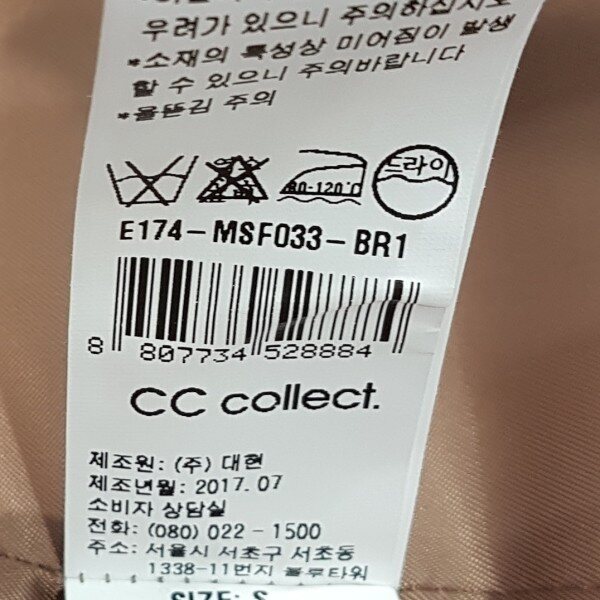 우려가 있으니 주의하십시오
*소재의 특성상 미어짐이 발생
할 수 있으니 주의바랍니다
*올뜯김 주의
80-120℃ 드라이
E174-MSF033-BR1
8 807734 528884
CC collect.
제조원: (주) 대현
제조년월: 2017. 07
소비자 상담실
전화: (080) 022-1500
주소: 서울시 서초구 서초동
1338-11번지 블루타워
SIZE: S